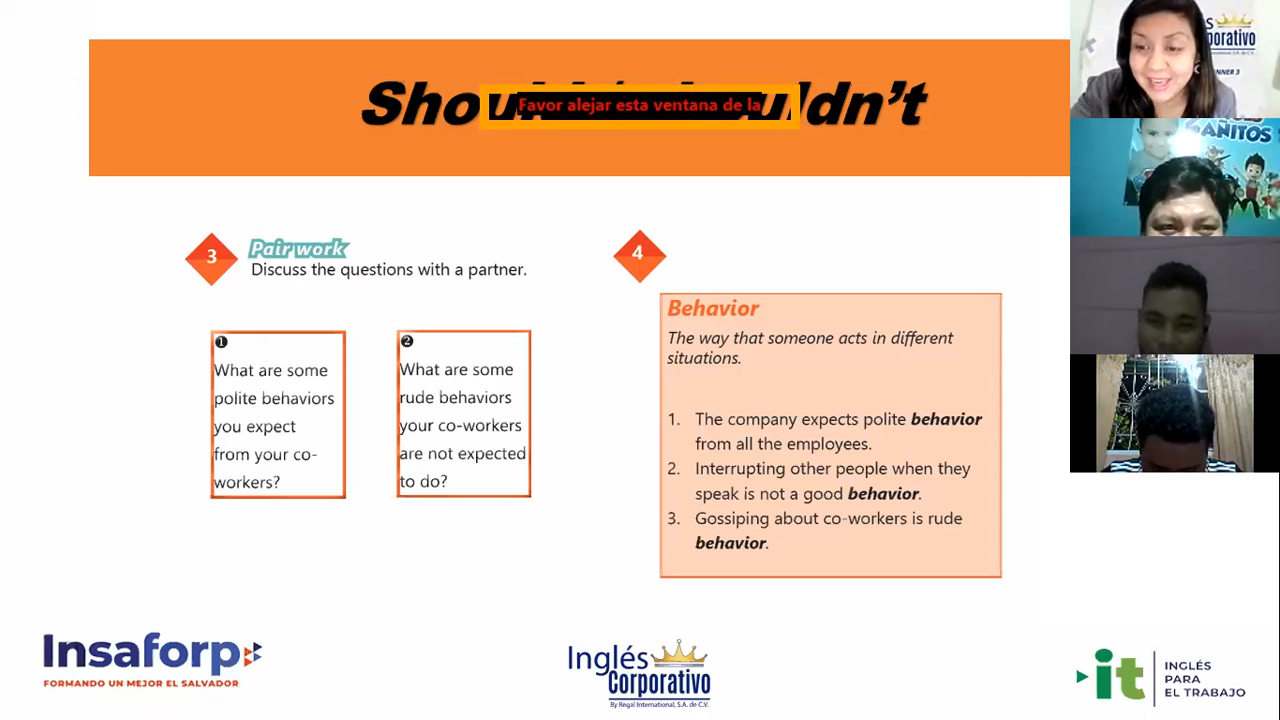 Shou ldn't
Favor alejar esta ventana de la
3
Pair work
Discuss the questions with a partner.
❶
What are some
polite behaviors
you expect
from your co-
workers?
❷
What are some
rude behaviors
your co-workers
are not expected
to do?
4
Behavior
The way that someone acts in different
situations.
1. The company expects polite behavior
from all the employees.
2. Interrupting other people when they
speak is not a good behavior.
3. Gossiping about co-workers is rude
behavior.
Insaforp
FORMANDO UN MEJOR EL SALVADOR
Inglés
Corporativo
By Regal International, S.A. de C.V.
it
INGLÉS
PARA
EL TRABAJO